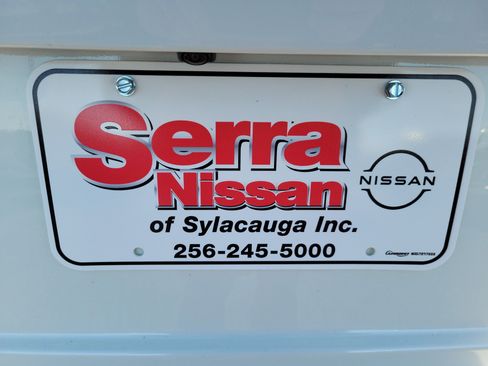 Serra
Nissan
NISSAN
of Sylacauga Inc.
256-245-5000